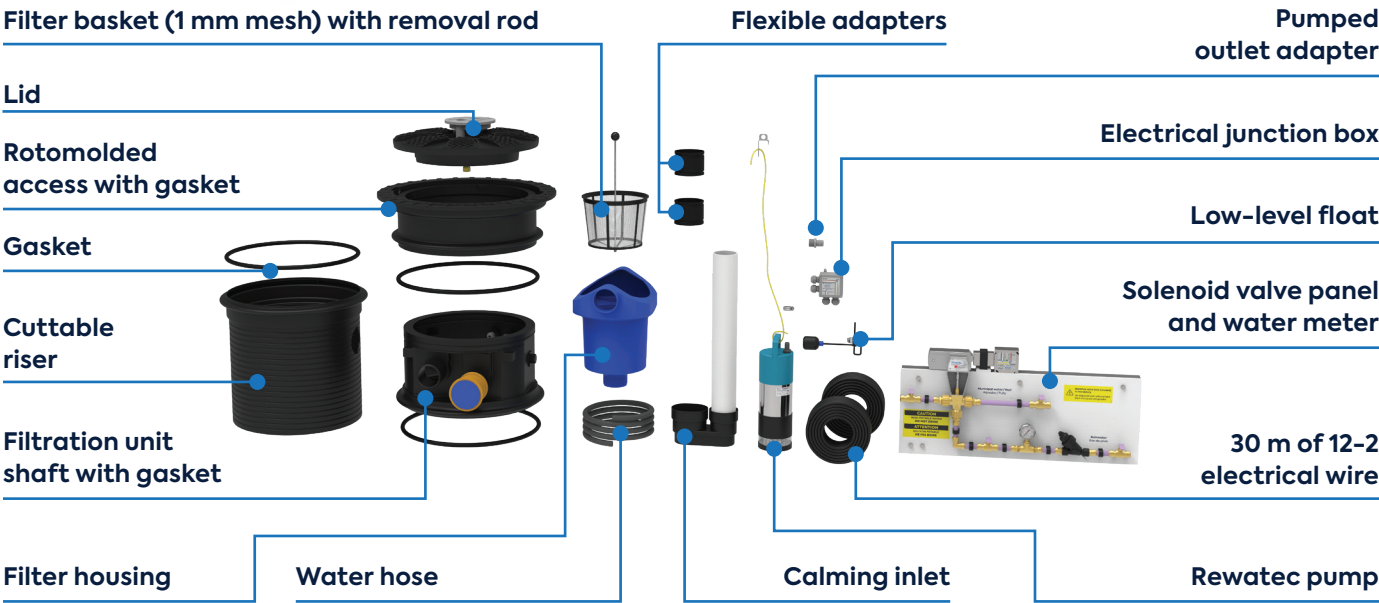 Filter basket (1 mm mesh) with removal rod
Flexible adapters
Pumped
outlet adapter
Lid
Electrical junction box
Rotomolded
access with gasket
Low-level float
Gasket
Solenoid valve panel
and water meter
Cuttable
riser
CAUTION
ATTENTION
Filtration unit
shaft with gasket
30 m of 12-2
electrical wire
Filter housing
Water hose
Calming inlet
Rewatec pump